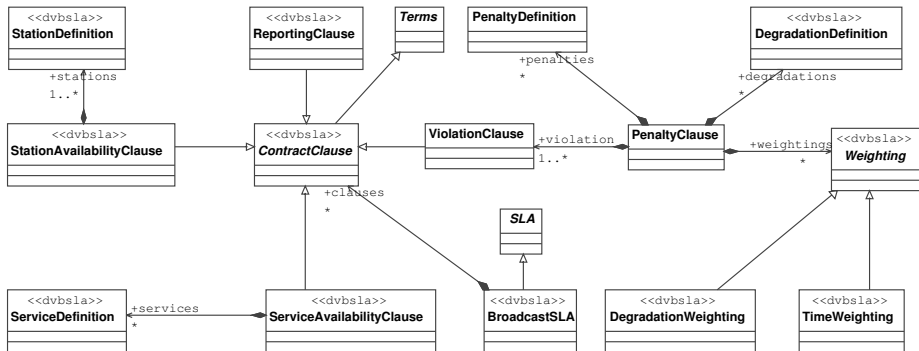 <<dvbsla>>
StationDefinition
<<dvbsla>>
ReportingClause
Terms
PenaltyDefinition
<<dvbsla>>
DegradationDefinition
+stations
1..*
+penalties
*
+degradations
*
<<dvbsla>>
StationAvailabilityClause
<<dvbsla>>
ContractClause
ViolationClause
+violation
1..*
PenaltyClause
+weightings
*
<<dvbsla>>
Weighting
+clauses
*
SLA
<<dvbsla>>
ServiceDefinition
+services
*
<<dvbsla>>
ServiceAvailabilityClause
<<dvbsla>>
BroadcastSLA
<<dvbsla>>
DegradationWeighting
<<dvbsla>>
TimeWeighting